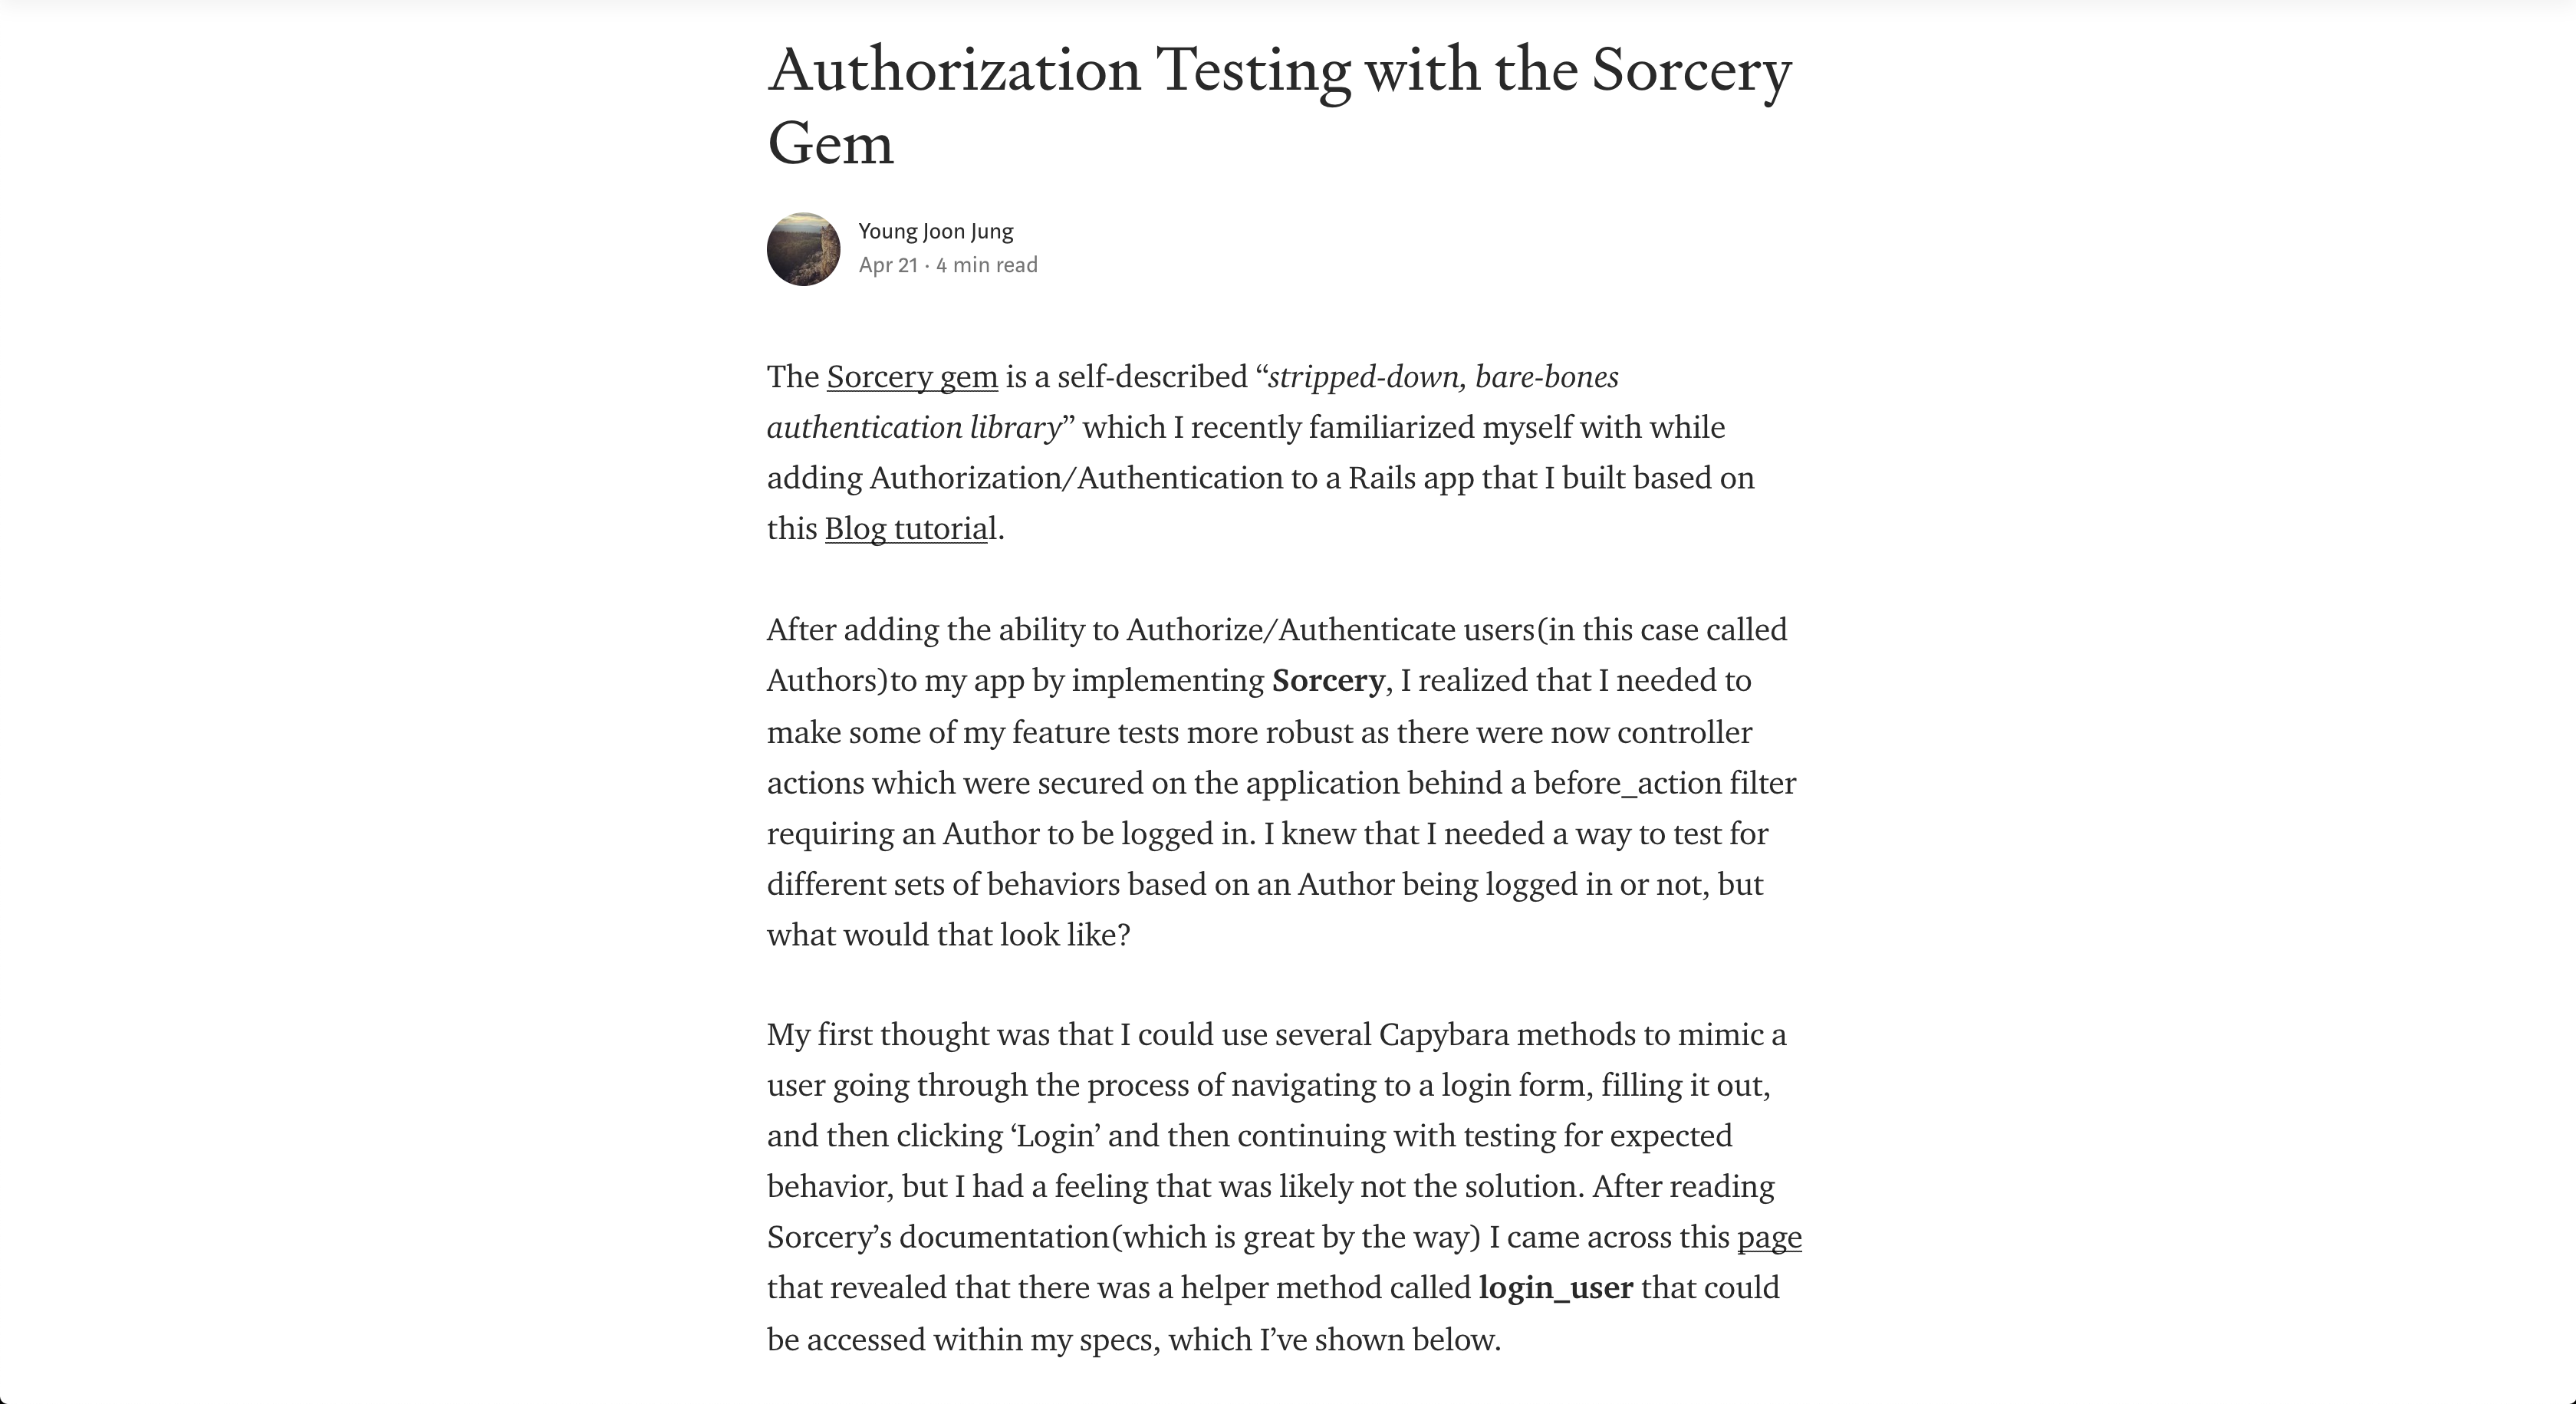 Authorization Testing with the Sorcery
Gem
Young Joon Jung
Apr 21 · 4 min read
The Sorcery gem is a self-described “stripped-down, bare-bones
authentication library” which I recently familiarized myself with while
adding Authorization/Authentication to a Rails app that I built based on
this Blog tutorial.
After adding the ability to Authorize/Authenticate users(in this case called
Authors)to my app by implementing Sorcery, I realized that I needed to
make some of my feature tests more robust as there were now controller
actions which were secured on the application behind a before_action filter
requiring an Author to be logged in. I knew that I needed a way to test for
different sets of behaviors based on an Author being logged in or not, but
what would that look like?
My first thought was that I could use several Capybara methods to mimic a
user going through the process of navigating to a login form, filling it out,
and then clicking ‘Login’ and then continuing with testing for expected
behavior, but I had a feeling that was likely not the solution. After reading
Sorcery’s documentation(which is great by the way) I came across this page
that revealed that there was a helper method called login_user that could
be accessed within my specs, which I’ve shown below.